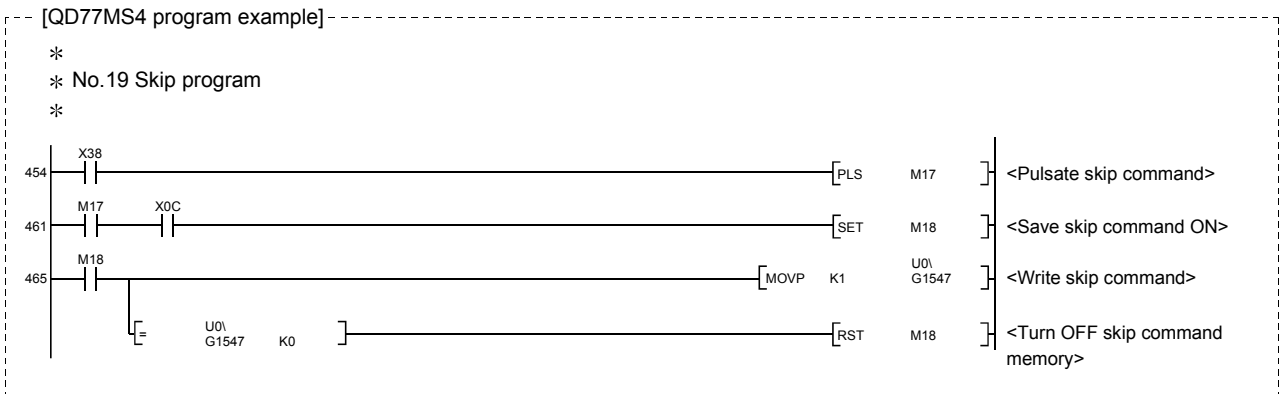 [QD77MS4 program example]
*
* No.19 Skip program
*
X38
454 PLS M17 <Pulsate skip command>
M17 X0C
461 SET M18 <Save skip command ON>
M18 U0\
465 MOVP K1 G1547 <Write skip command>
U0\
= G1547 K0 RST M18 <Turn OFF skip command
memory>